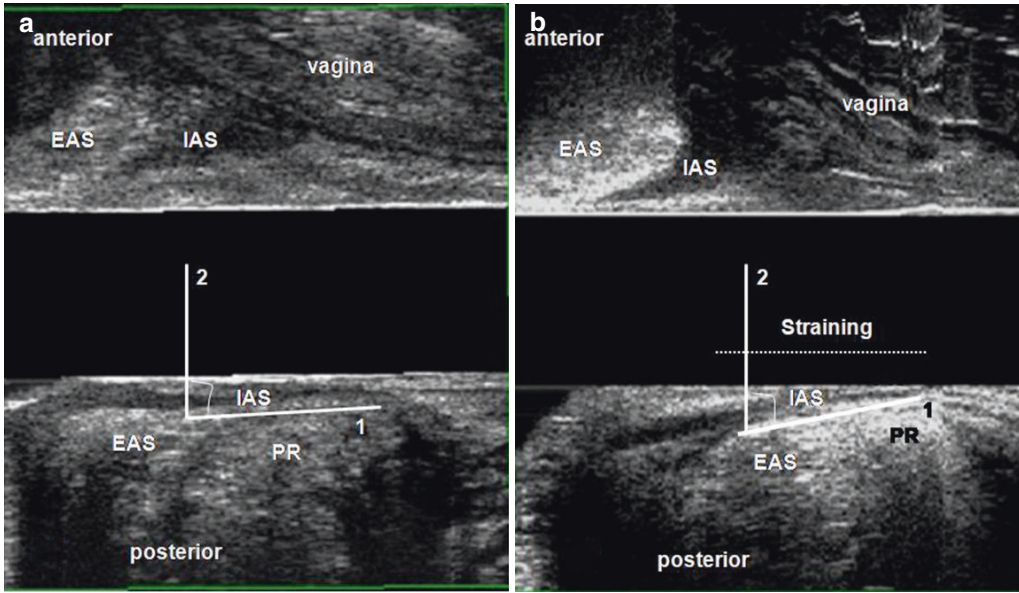 a
anterior
vagina
EAS
IAS
2
IAS
1
EAS
PR
posterior
b
anterior
vagina
EAS
IAS
2
Straining
IAS
1
PR
EAS
posterior